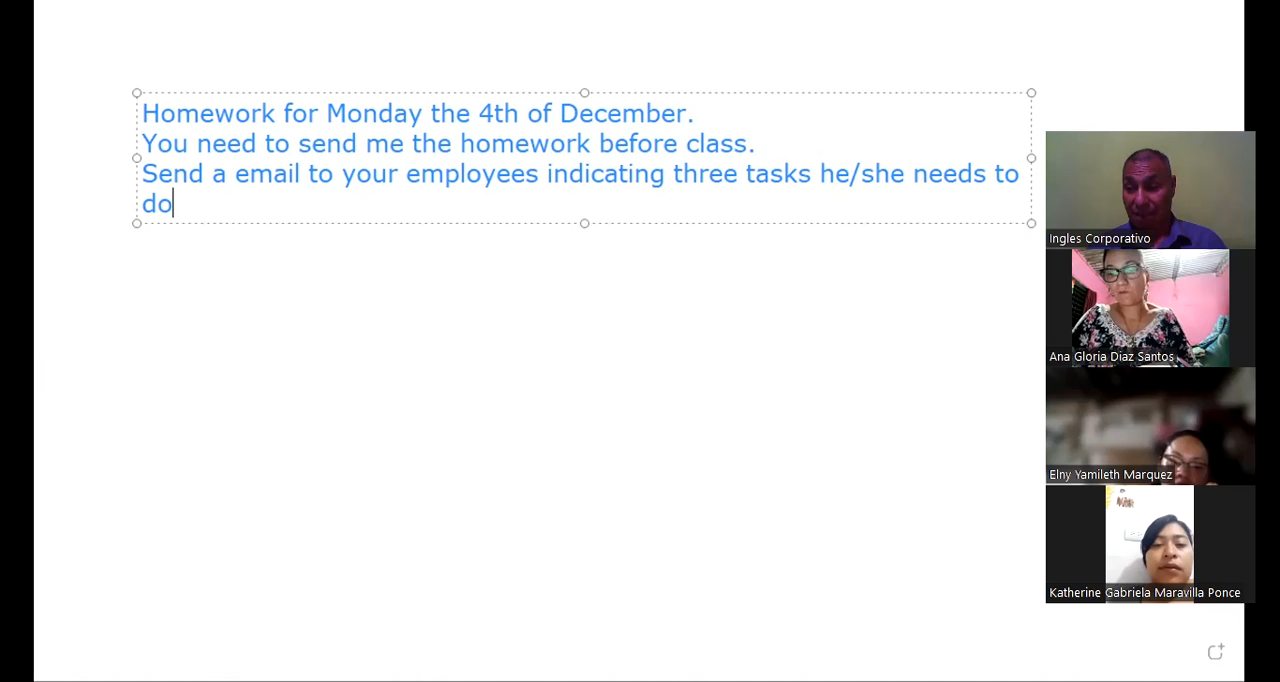 Homework for Monday the 4th of December.
You need to send me the homework before class.
Send a email to your employees indicating three tasks he/she needs to
do
Ingles Corporativo
Ana Gloria Diaz Santos
Elny Yamileth Marquez
Katherine Gabriela Maravilla Ponce